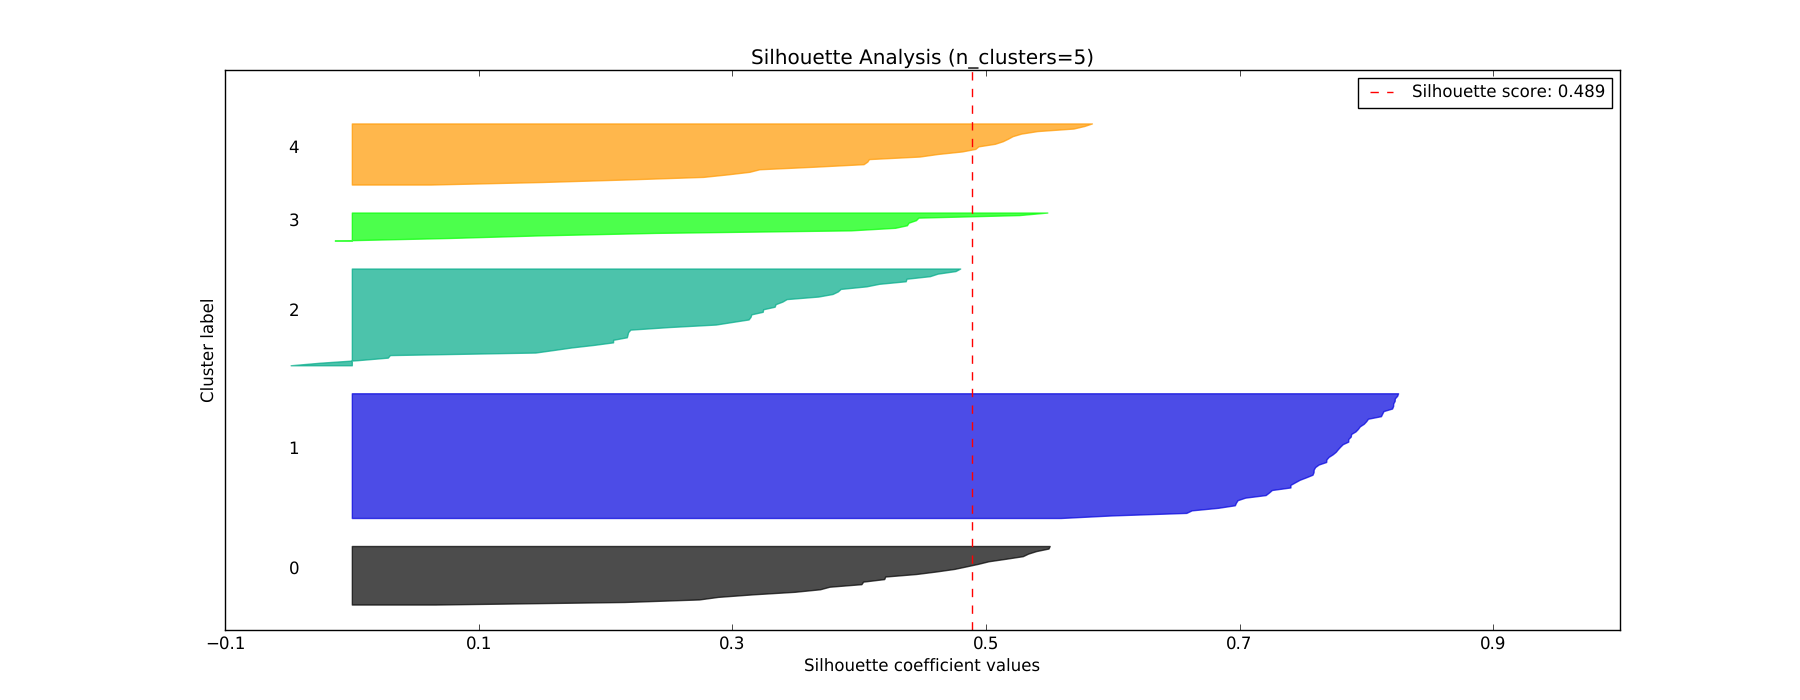 Silhouette Analysis (n_clusters=5)
Silhouette score: 0.489
4
3
2
1
0
Cluster label
−0.1 0.1 0.3 0.5 0.7 0.9
Silhouette coefficient values